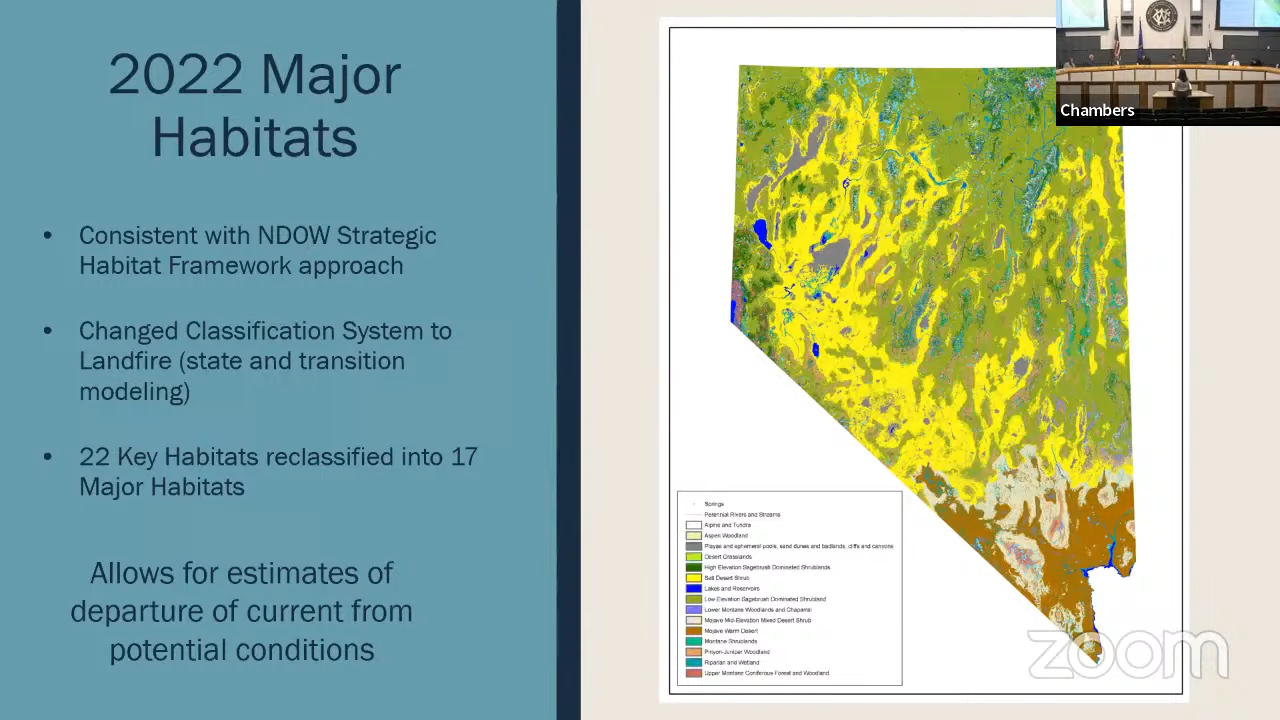 2022 Major
Habitats
• Consistent with NDOW Strategic
Habitat Framework approach
• Changed Classification System to
Landfire (state and transition
modeling)
• 22 Key Habitats reclassified into 17
Major Habitats
Allows for estimates of
departure of current from
potential conditions
Chambers
Springs
Perennial Rivers and Streams
Alpine and Tundra
Aspen Woodland
Playas and ephemeral pools, sand dunes and badlands, cliffs and canyons
Desert Grasslands
High Elevation Sagebrush Dominated Shrublands
Salt Desert Shrub
Lakes and Reservoirs
Low Elevation Sagebrush Dominated Shrubland
Lower Montane Woodlands and Chaparral
Mojave Mid-Elevation Mixed Desert Shrub
Mojave Warm Desert
Montane Shrublands
Pinyon-Juniper Woodland
Riparian and Wetland
Upper Montane Coniferous Forest and Woodland
zoom